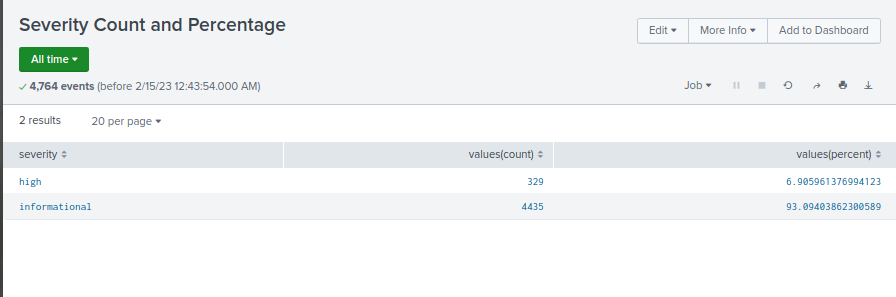 Severity Count and Percentage
Edit More Info Add to Dashboard
All time
4,764 events (before 2/15/23 12:43:54.000 AM)
Job
2 results 20 per page
severity values(count) values(percent)
high 329 6.905961376994123
informational 4435 93.09403862300589